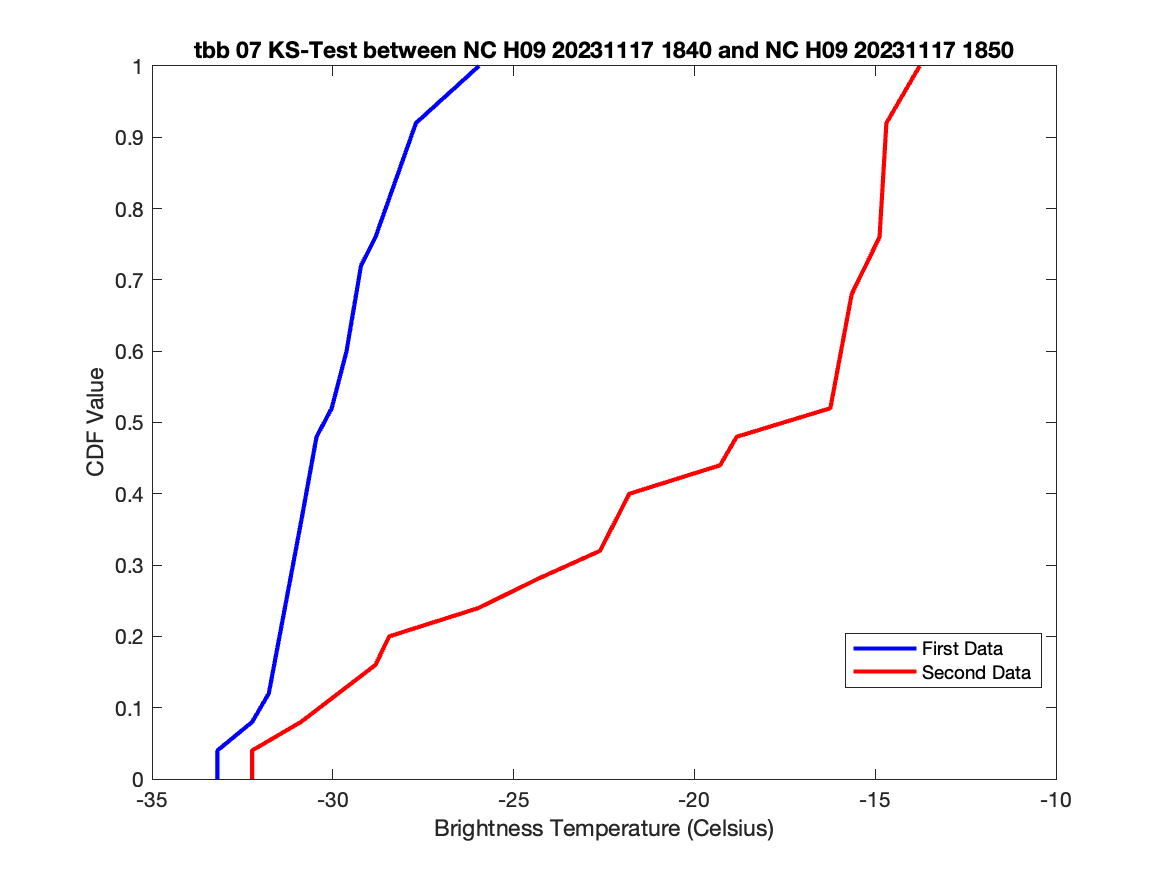 tbb 07 KS-Test between NC H09 20231117 1840 and NC H09 20231117 1850
1
0.9
0.8
0.7
0.6
0.5
0.4
0.3
0.2
0.1
0
CDF Value
First Data
Second Data
-35 -30 -25 -20 -15 -10
Brightness Temperature (Celsius)